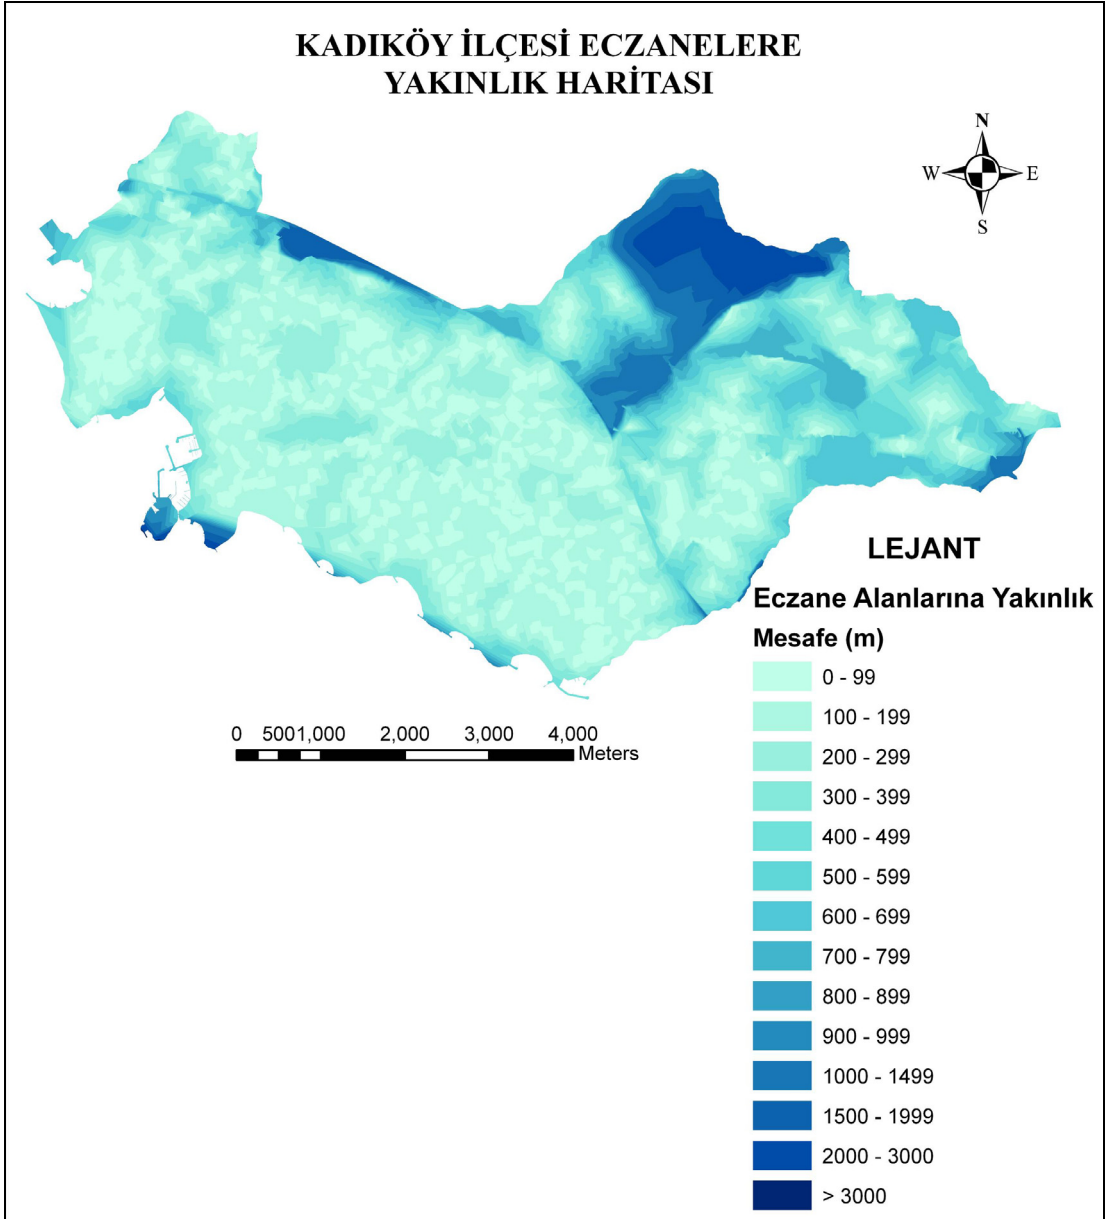 KADIKÖY İLÇESİ ECZANELERE
YAKINLIK HARİTASI
N
W E
S
LEJANT
Eczane Alanlarına Yakınlık
Mesafe (m)
0 - 99
100 - 199
200 - 299
300 - 399
400 - 499
500 - 599
600 - 699
700 - 799
800 - 899
900 - 999
1000 - 1499
1500 - 1999
2000 - 3000
> 3000
0 500 1,000 2,000 3,000 4,000
Meters